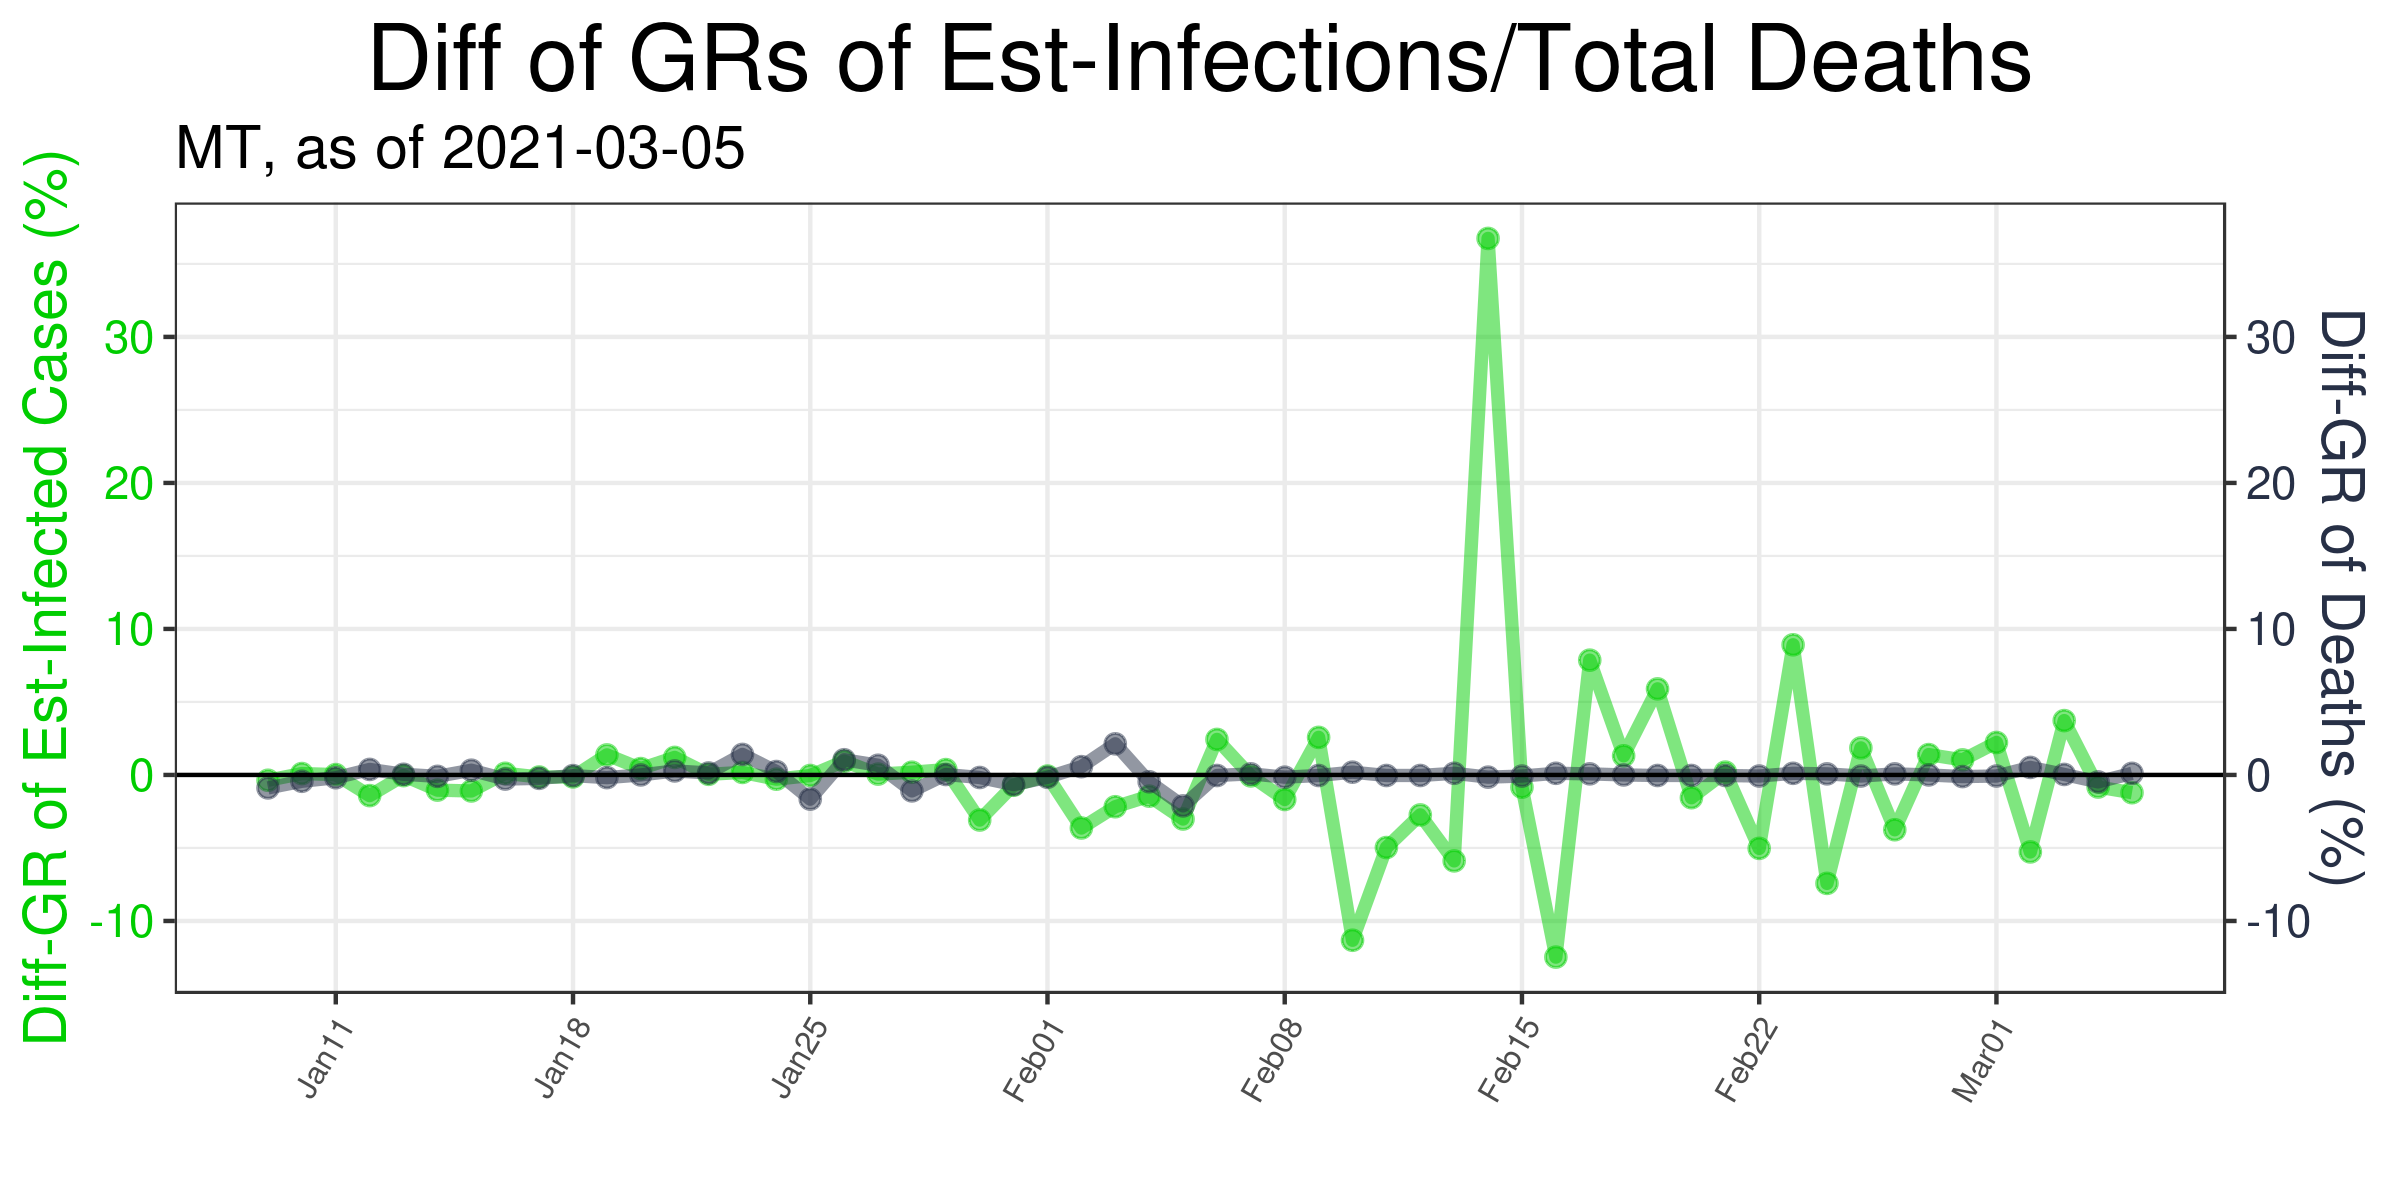 Diff of GRs of Est-Infections/Total Deaths
MT, as of 2021-03-05
Diff-GR of Est-Infected Cases (%)
30
20
10
0
-10
30
20
10
0
-10
Diff-GR of Deaths (%)
Jan11
Jan18
Jan25
Feb01
Feb08
Feb15
Feb22
Mar01